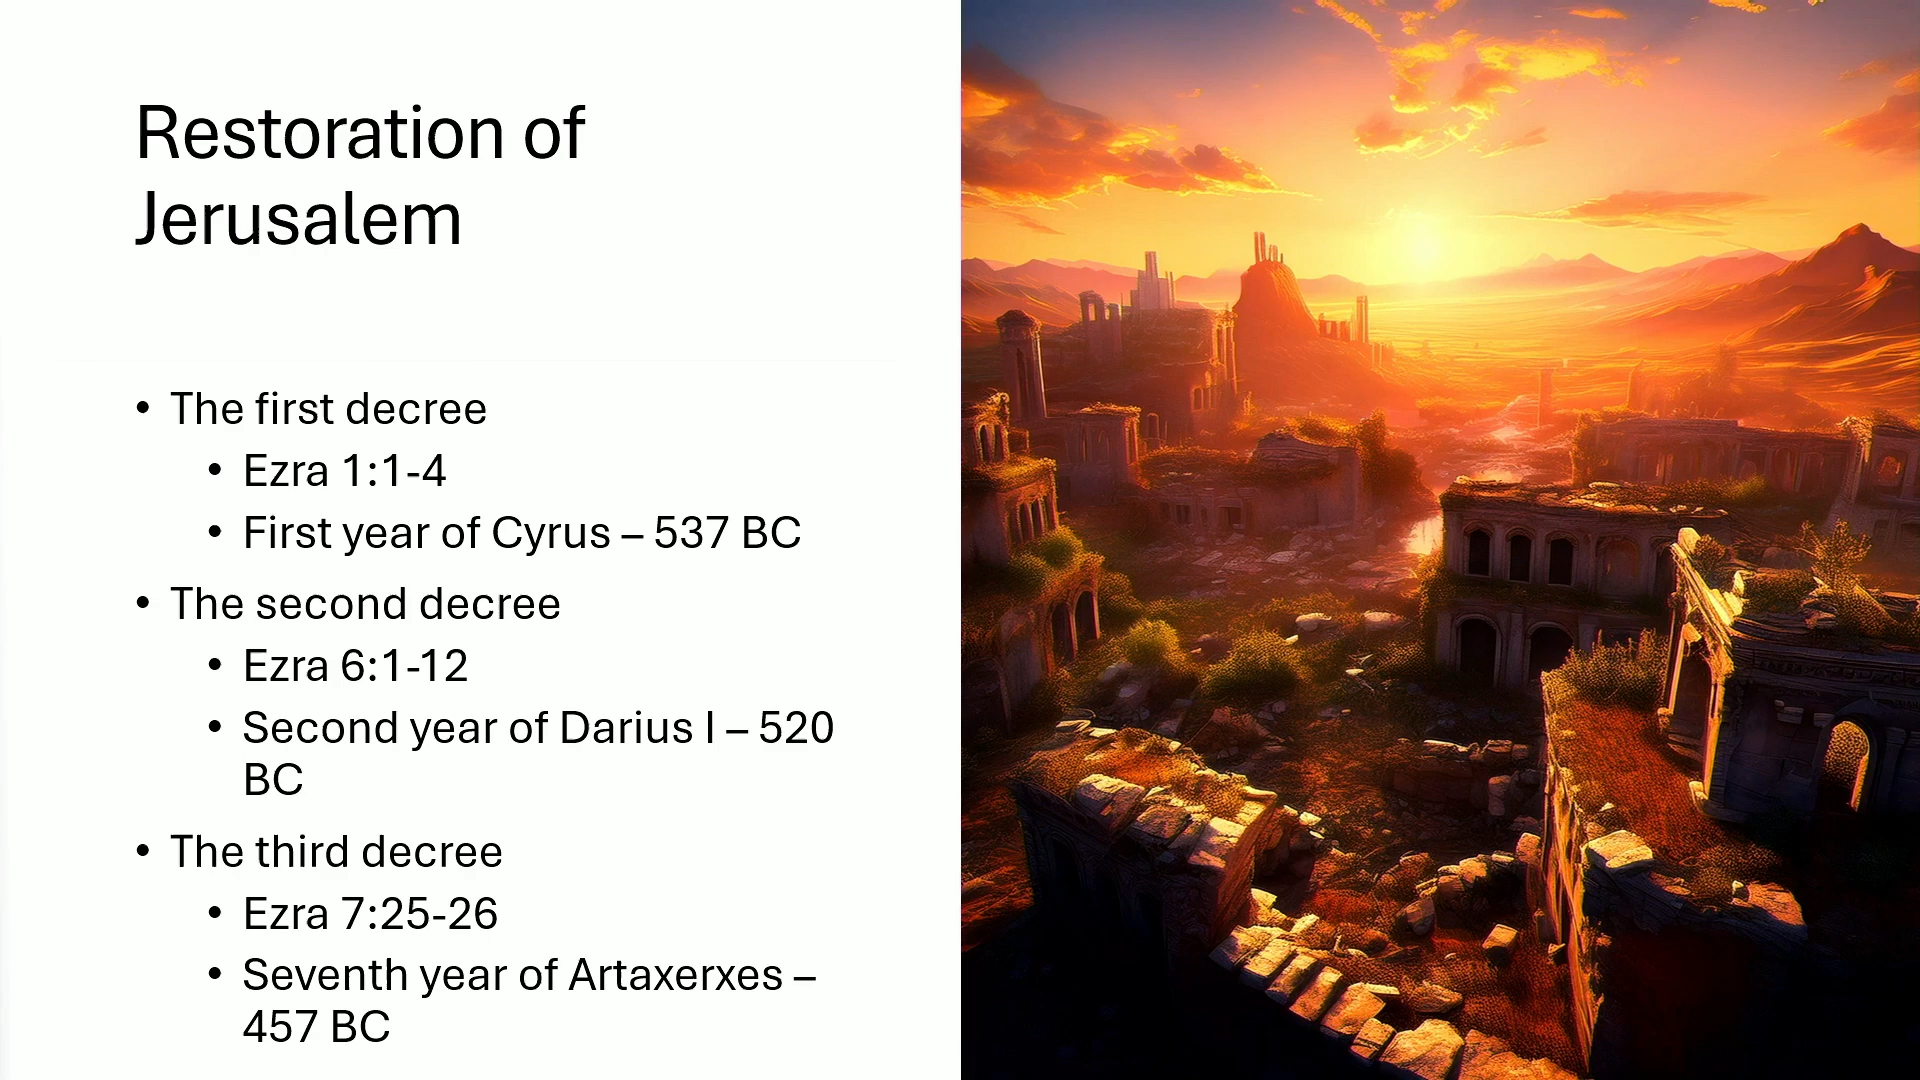 Restoration of
Jerusalem
• The first decree
• Ezra 1:1-4
• First year of Cyrus – 537 BC
• The second decree
• Ezra 6:1-12
• Second year of Darius I – 520
BC
• The third decree
• Ezra 7:25-26
• Seventh year of Artaxerxes –
457 BC